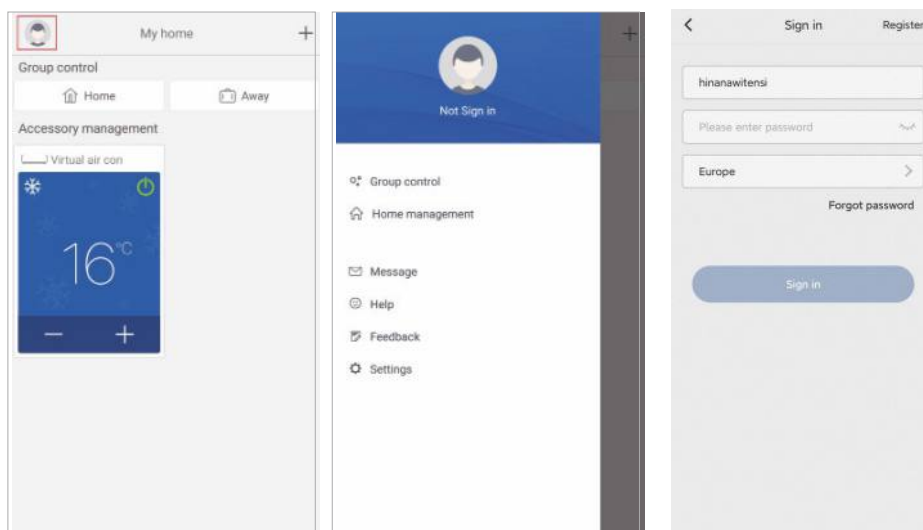 My home
+
Group control
Home
Away
Accessory management
Virtual air con
16°C
− +
Not Sign in
Group control
Home management
Message
Help
Feedback
Settings
+
Sign in
Register
hinanawitensi
Please enter password
Europe
Forgot password
Sign in